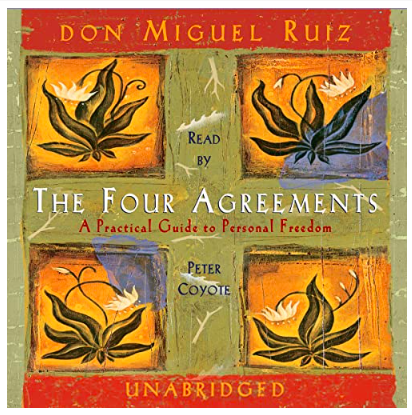 DON MIGUEL RUIZ
READ
BY
THE FOUR AGREEMENTS
A Practical Guide to Personal Freedom
PETER
COYOTE
UNABRIDGED